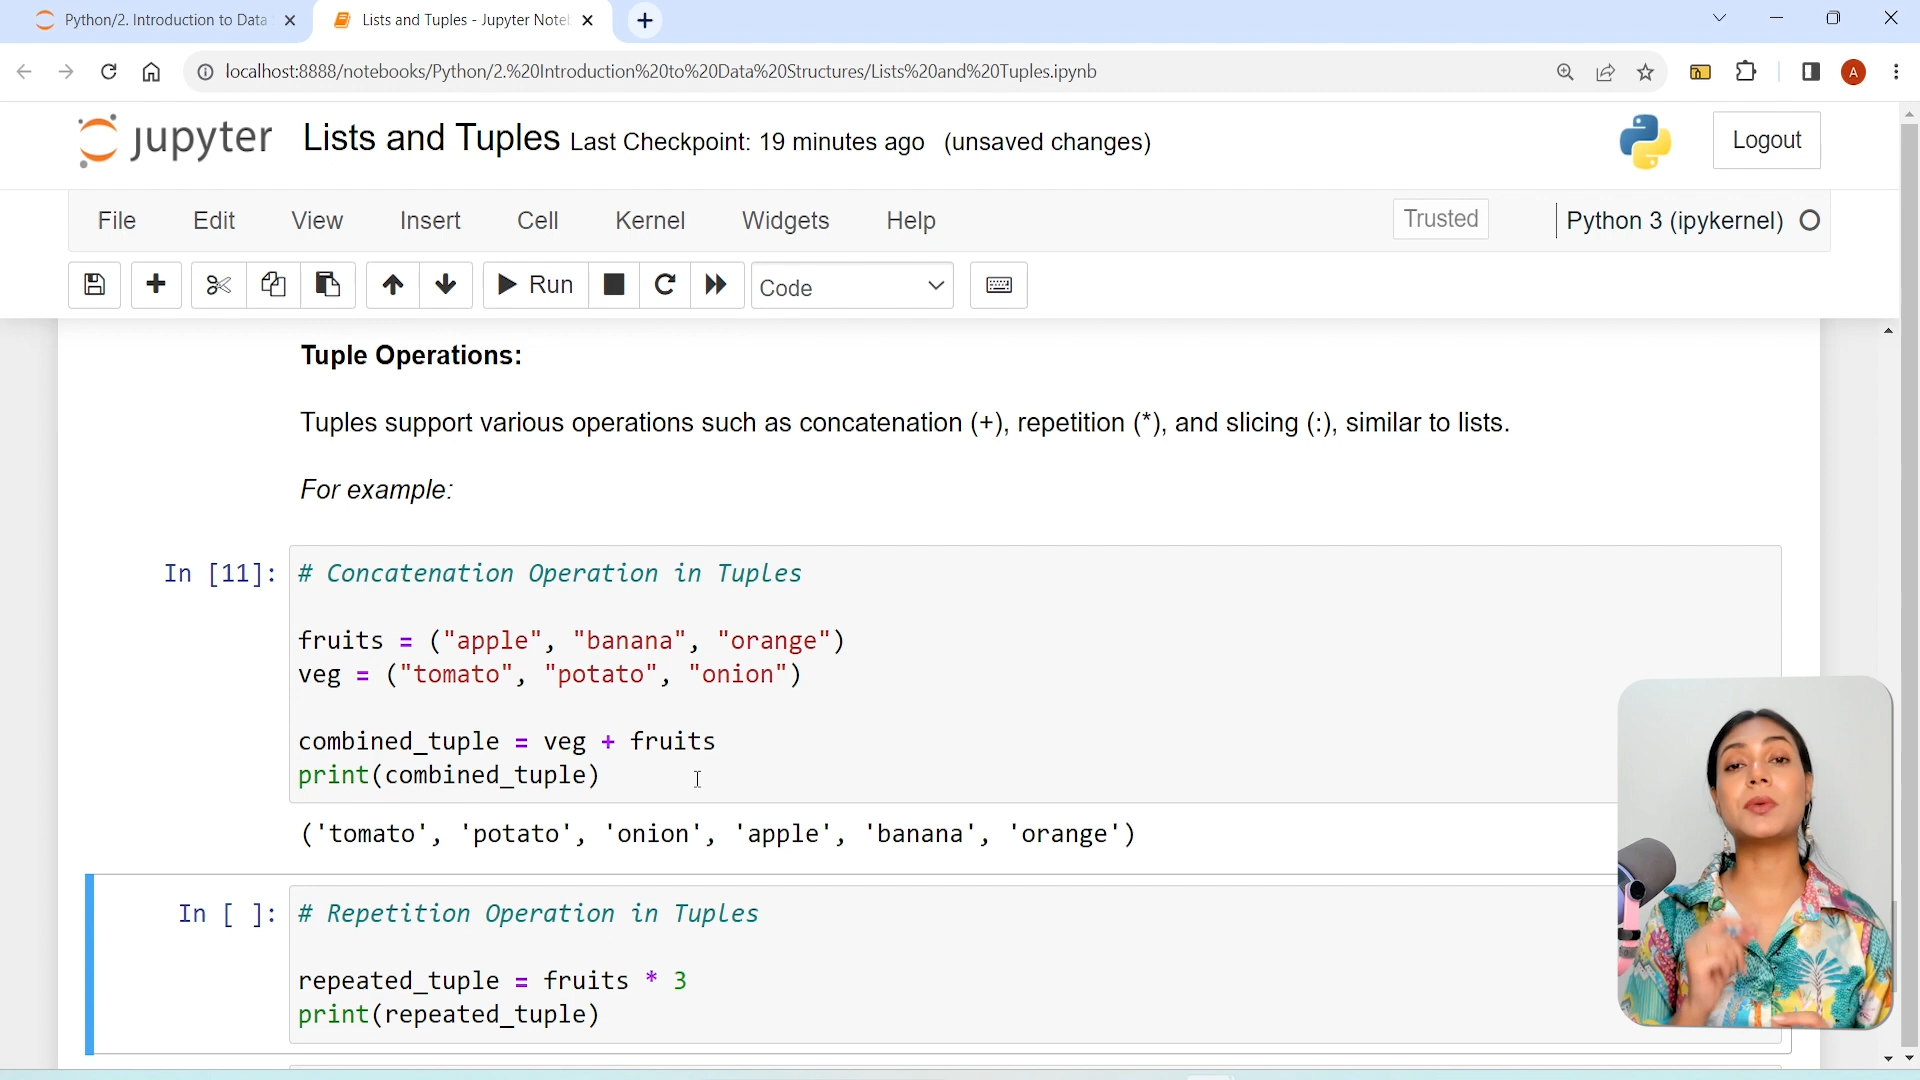 Python/2. Introduction to Data
Lists and Tuples - Jupyter Note
localhost:8888/notebooks/Python/2.%20Introduction%20to%20Data%20Structures/Lists%20and%20Tuples.ipynb
A
jupyter Lists and Tuples Last Checkpoint: 19 minutes ago (unsaved changes)
Logout
File Edit View Insert Cell Kernel Widgets Help
Trusted
Python 3 (ipykernel)
Run
Code
Tuple Operations:
Tuples support various operations such as concatenation (+), repetition (*), and slicing (:), similar to lists.
For example:
In [11]: # Concatenation Operation in Tuples
fruits = ("apple", "banana", "orange")
veg = ("tomato", "potato", "onion")
combined_tuple = veg + fruits
print(combined_tuple)
('tomato', 'potato', 'onion', 'apple', 'banana', 'orange')
In [ ]: # Repetition Operation in Tuples
repeated_tuple = fruits * 3
print(repeated_tuple)